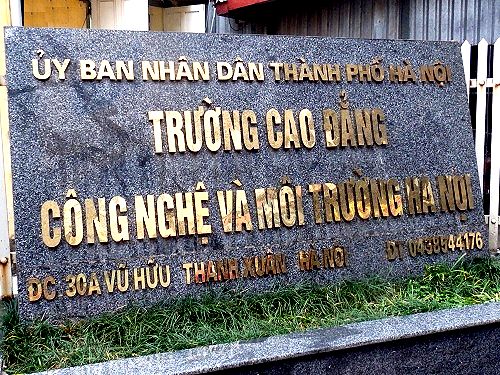 ỦY BAN NHÂN DÂN THÀNH PHỐ HÀ NỘI
TRƯỜNG CAO ĐẲNG
CÔNG NGHỆ VÀ MÔI TRƯỜNG HÀ NỘI
ĐC: 30A VŨ HỮU THANH XUÂN HÀ NỘI ĐT 0438544176